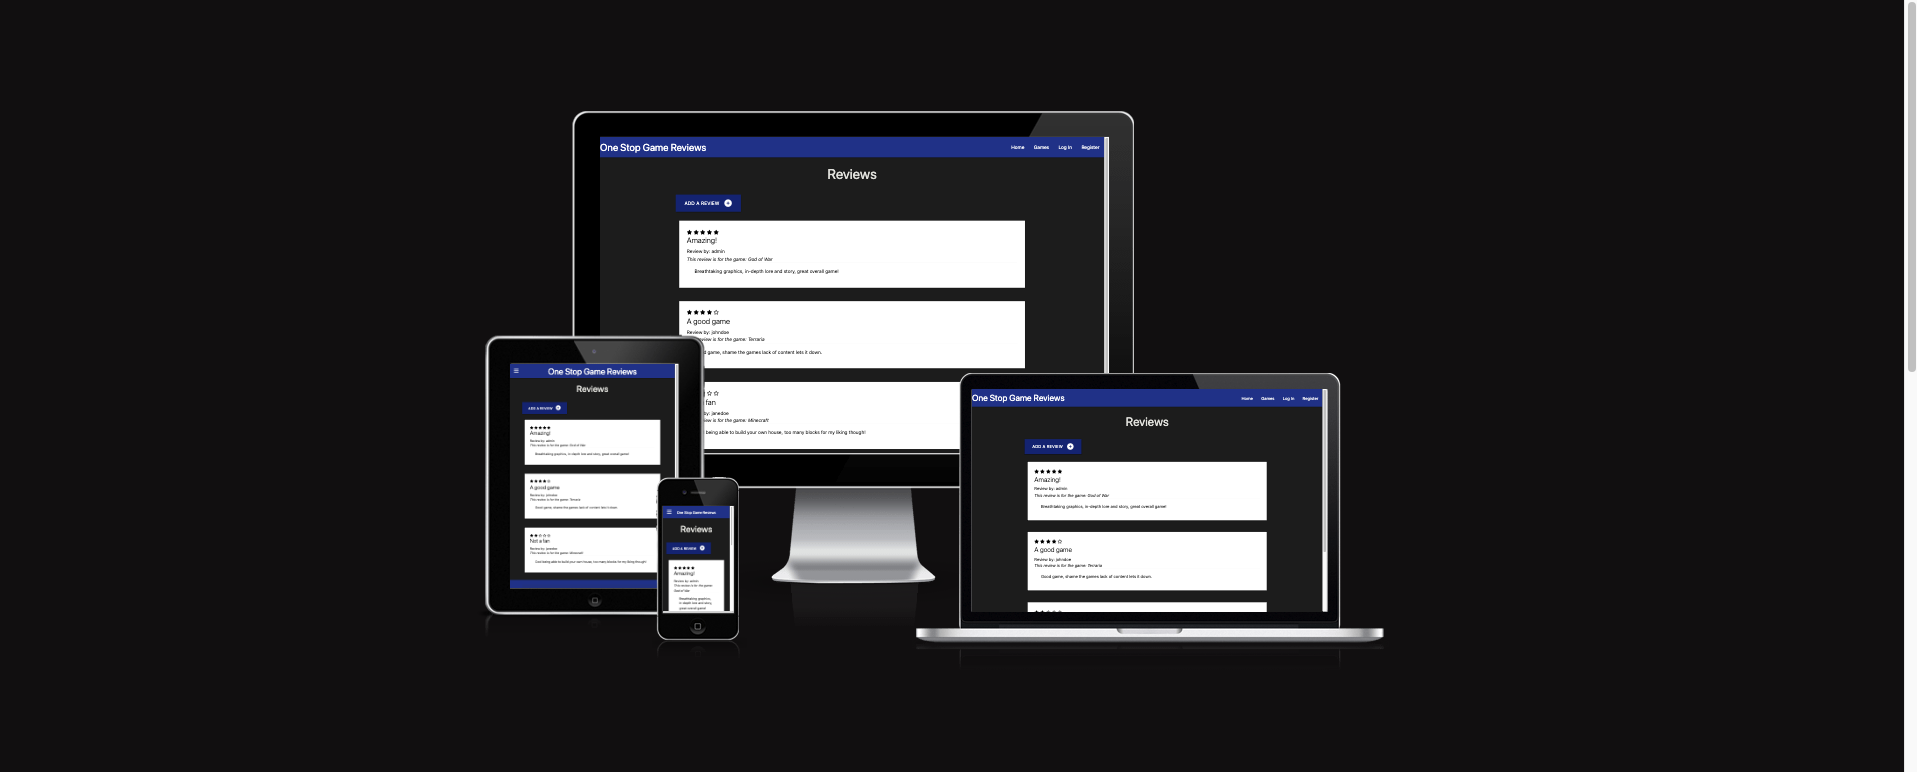 One Stop Game Reviews
Home Games Log In Register
Reviews
ADD A REVIEW
Amazing!
Review by: admin
This review is for the game: God of War
Breathtaking graphics, in-depth lore and story, great overall game!
A good game
Review by: johndoe
review is for the game: Terraria
game, shame the games lack of content lets it down.
fan
by: janedoe
is for the game: Minecraft
being able to build your own house, too many blocks for my liking though!
One Stop Game Reviews
Reviews
ADD A REVIEW
Amazing!
Review by: admin
This review is for the game: God of War
Breathtaking graphics, in-depth lore and story, great overall game!
A good game
Review by: johndoe
This review is for the game: Terraria
Good game, shame the games lack of content lets it down.
Not a fan
Review by: janedoe
This review is for the game: Minecraft
being able to build your own house, too many blocks for my liking though!
One Stop Game Reviews
Reviews
ADD A REVIEW
Amazing!
Review by: admin
This review is for the game:
God of War
Breathtaking graphics,
in-depth lore and story,
great overall game!
One Stop Game Reviews
Home Games Log In Register
Reviews
ADD A REVIEW
Amazing!
Review by: admin
This review is for the game: God of War
Breathtaking graphics, in-depth lore and story, great overall game!
A good game
Review by: johndoe
This review is for the game: Terraria
Good game, shame the games lack of content lets it down.